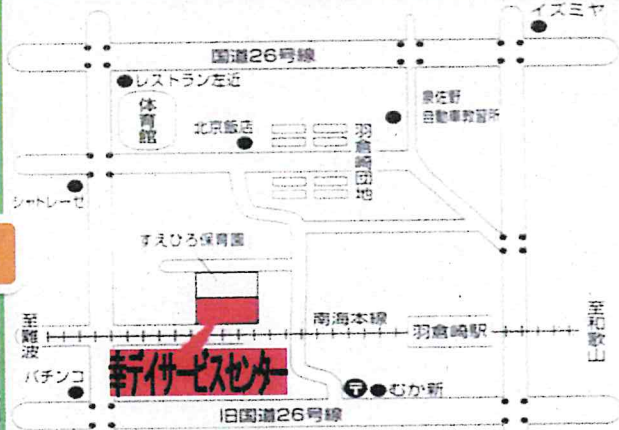 イズミヤ
国道26号線
レストラン左近
体育館
北京飯店
泉佐野
自動車教習所
羽倉崎団地
シャトレーゼ
すえひろ保育園
至難波
南海本線
羽倉崎駅
至和歌山
パチンコ
華デイサービスセンター
〒
むか新
旧国道26号線